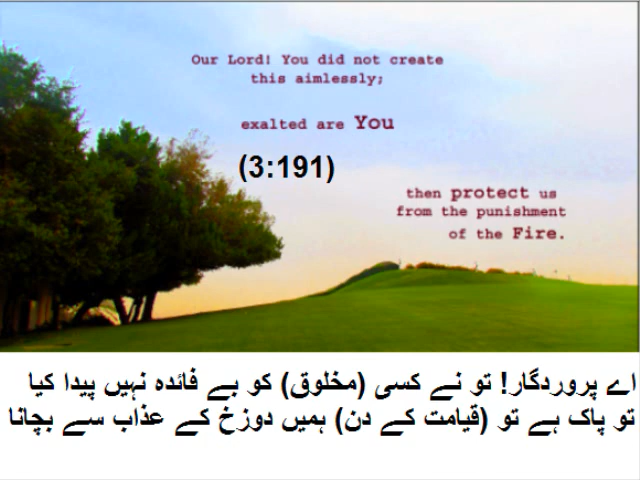 Our Lord! You did not create
this aimlessly;
exalted are You
(3:191)
then protect us
from the punishment
of the Fire.
اے پروردگار! تو نے کسی (مخلوق) کو بے فائدہ نہیں پیدا کیا
تو پاک ہے تو (قیامت کے دن) ہمیں دوزخ کے عذاب سے بچانا